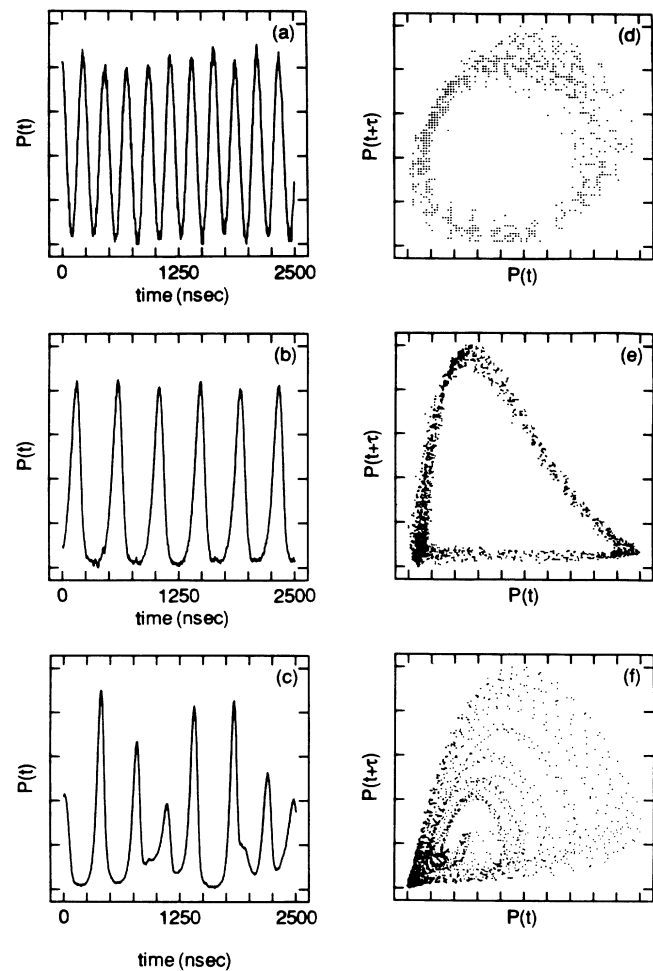 (a)
P(t)
0 1250 2500
time (nsec)
(d)
P(t+τ)
P(t)
(b)
P(t)
0 1250 2500
time (nsec)
(e)
P(t+τ)
P(t)
(c)
P(t)
0 1250 2500
time (nsec)
(f)
P(t+τ)
P(t)